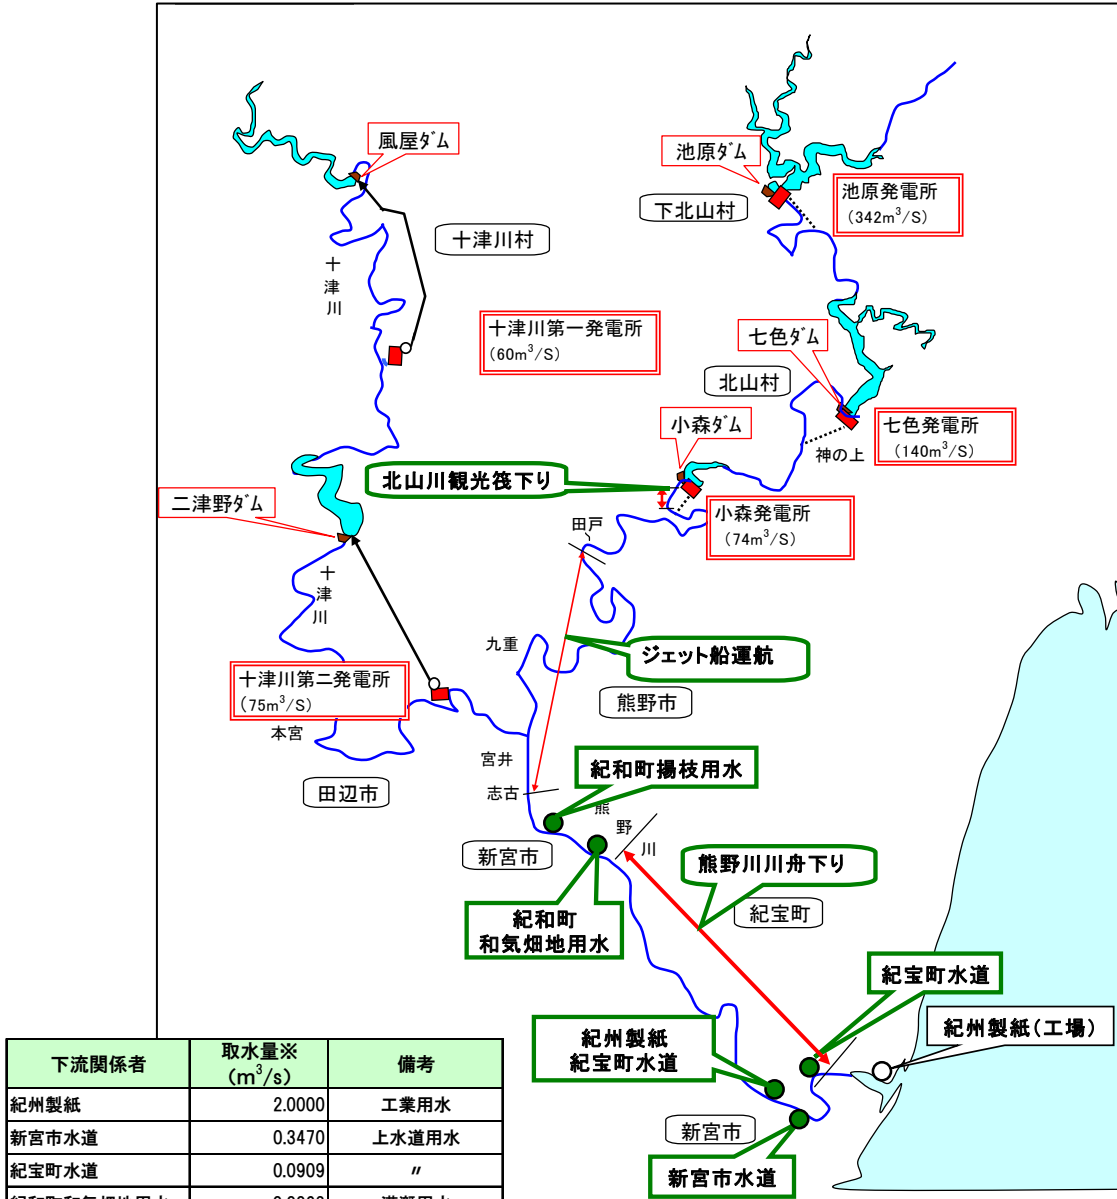 風屋ダム
池原ダム
池原発電所
(342m³/S)
下北山村
十津川村
十
津
川
十津川第一発電所
(60m³/S)
七色ダム
北山村
小森ダム
七色発電所
(140m³/S)
神の上
北山川観光筏下り
二津野ダム
小森発電所
(74m³/S)
田戸
十
津
川
九重
ジェット船運航
十津川第二発電所
(75m³/S)
熊野市
本宮
宮井
紀和町揚枝用水
田辺市
志古
熊
野
川
新宮市
熊野川川舟下り
紀和町
和気畑地用水
紀宝町
紀宝町水道
紀州製紙(工場)
紀州製紙
紀宝町水道
新宮市
新宮市水道
下流関係者 取水量※ 備考
(m³/s)
紀州製紙 2.0000 工業用水
新宮市水道 0.3470 上水道用水
紀宝町水道 0.0909 〃